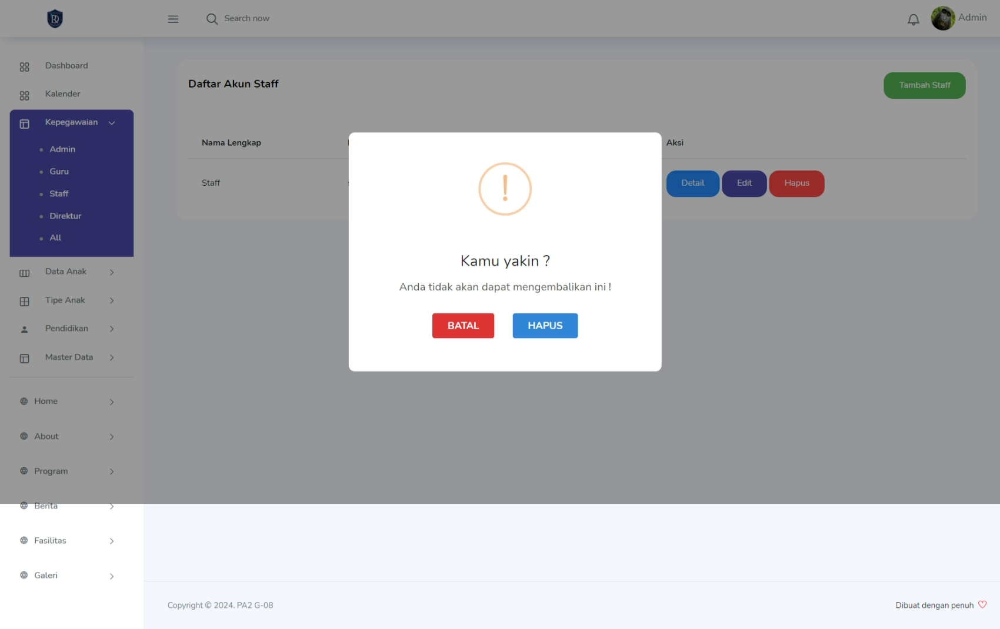 Search now
Admin
Dashboard
Kalender
Kepegawaian
Admin
Guru
Staff
Direktur
All
Data Anak
Tipe Anak
Pendidikan
Master Data
Home
About
Program
Berita
Fasilitas
Galeri
Daftar Akun Staff
Tambah Staff
Nama Lengkap
Aksi
Staff
Detail
Edit
Hapus
!
Kamu yakin ?
Anda tidak akan dapat mengembalikan ini !
BATAL
HAPUS
Copyright © 2024. PA2 G-08
Dibuat dengan penuh